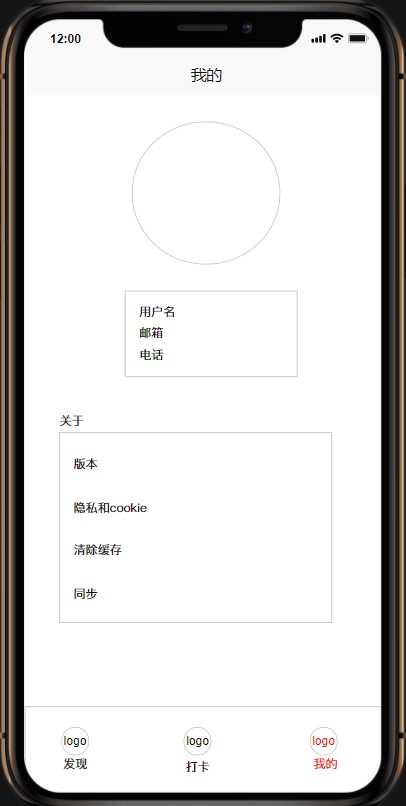 12:00
我的
用户名
邮箱
电话
关于
版本
隐私和cookie
清除缓存
同步
logo logo logo
发现 打卡 我的